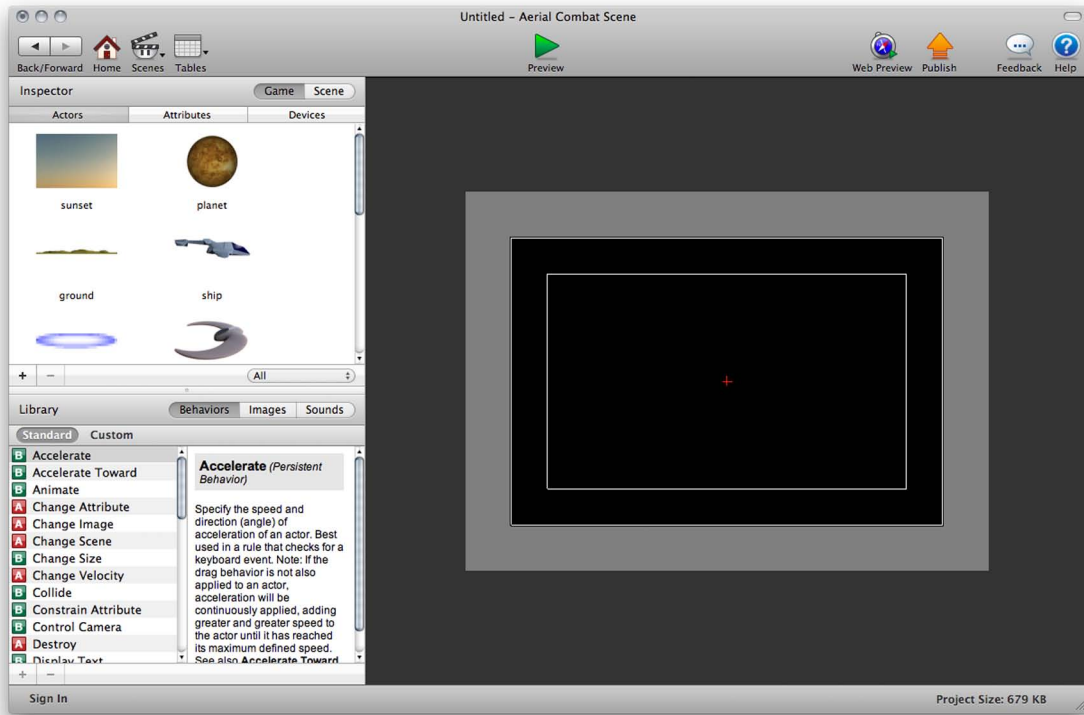 Untitled – Aerial Combat Scene
Back/Forward Home Scenes Tables Preview Web Preview Publish Feedback Help
Inspector Game Scene
Actors Attributes Devices
sunset planet
ground ship
+ − All
Library Behaviors Images Sounds
Standard Custom
B Accelerate
B Accelerate Toward
B Animate
A Change Attribute
A Change Image
A Change Scene
B Change Size
A Change Velocity
B Collide
B Constrain Attribute
B Control Camera
A Destroy
B Display Text
Accelerate (Persistent
Behavior)
Specify the speed and
direction (angle) of
acceleration of an actor. Best
used in a rule that checks for a
keyboard event. Note: If the
drag behavior is not also
applied to an actor,
acceleration will be
continuously applied, adding
greater and greater speed to
the actor until it has reached
its maximum defined speed.
See also Accelerate Toward
+ −
Sign In Project Size: 679 KB